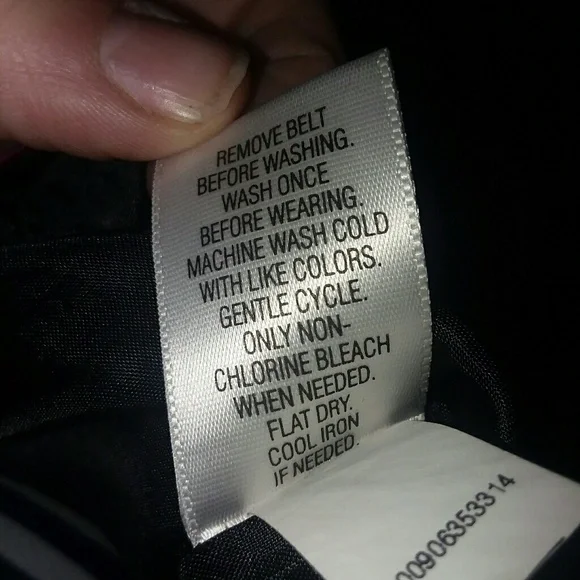 REMOVE BELT
BEFORE WASHING.
WASH ONCE
BEFORE WEARING.
MACHINE WASH COLD
WITH LIKE COLORS.
GENTLE CYCLE.
ONLY NON-
CHLORINE BLEACH
WHEN NEEDED.
FLAT DRY.
COOL IRON
IF NEEDED.
00906353314